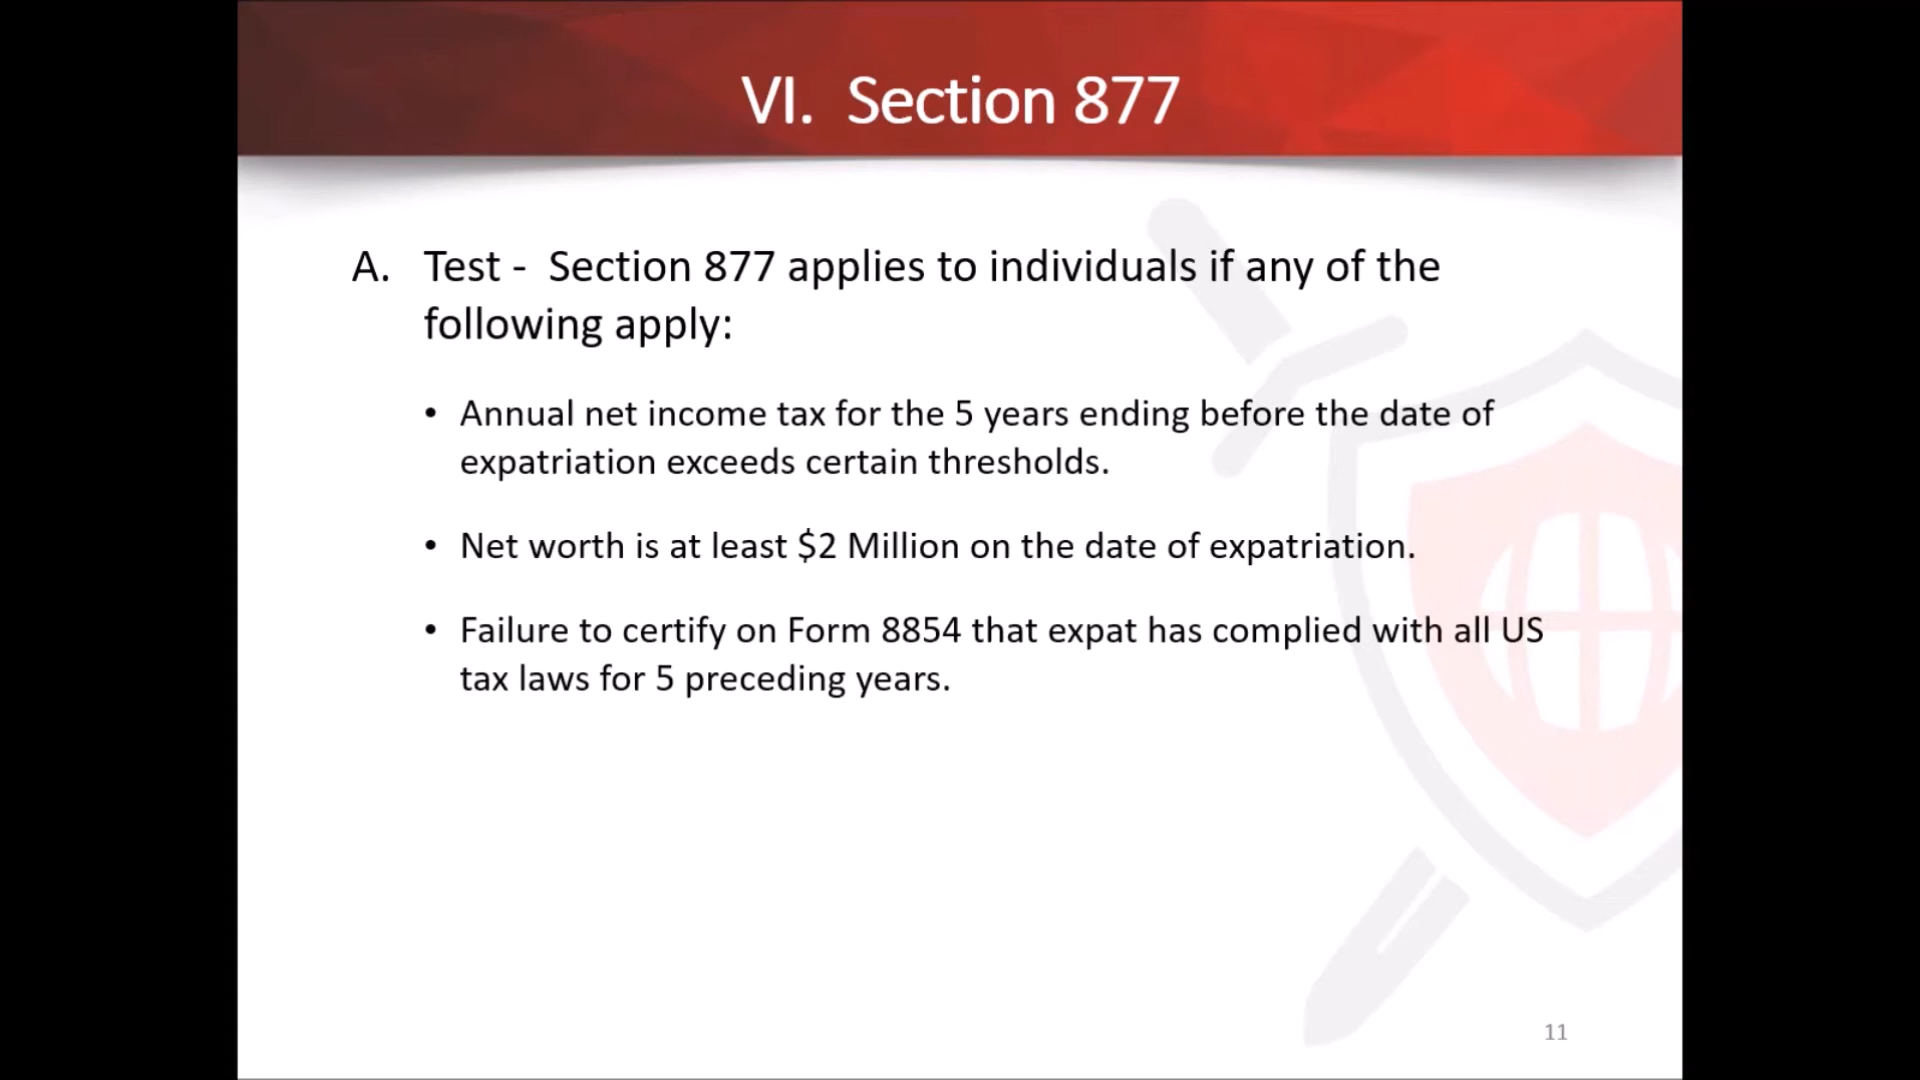 VI. Section 877
A. Test - Section 877 applies to individuals if any of the
following apply:
• Annual net income tax for the 5 years ending before the date of
expatriation exceeds certain thresholds.
• Net worth is at least $2 Million on the date of expatriation.
• Failure to certify on Form 8854 that expat has complied with all US
tax laws for 5 preceding years.
11